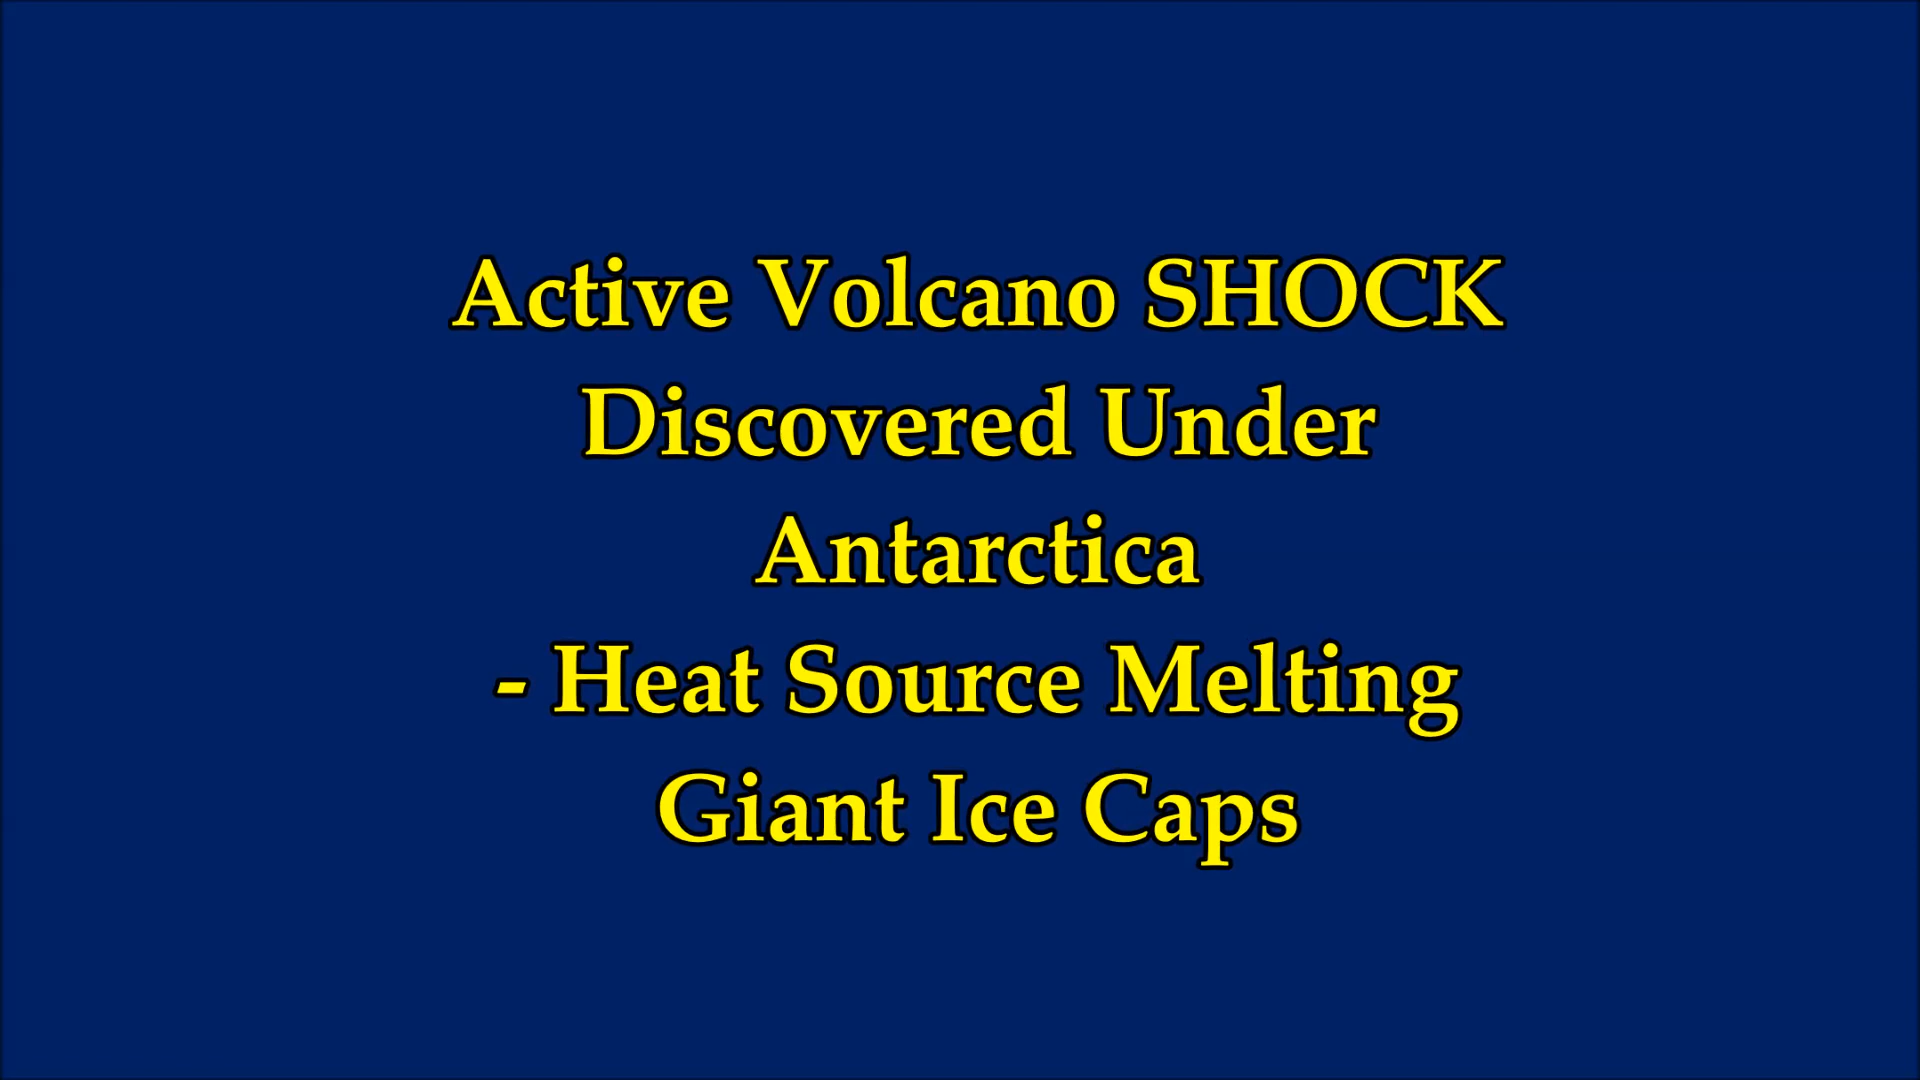 Active Volcano SHOCK
Discovered Under
Antarctica
- Heat Source Melting
Giant Ice Caps